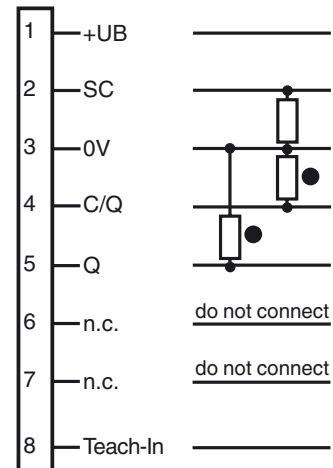 1 +UB
2 SC
3 0V
4 C/Q
5 Q
6 n.c. do not connect
7 n.c. do not connect
8 Teach-In